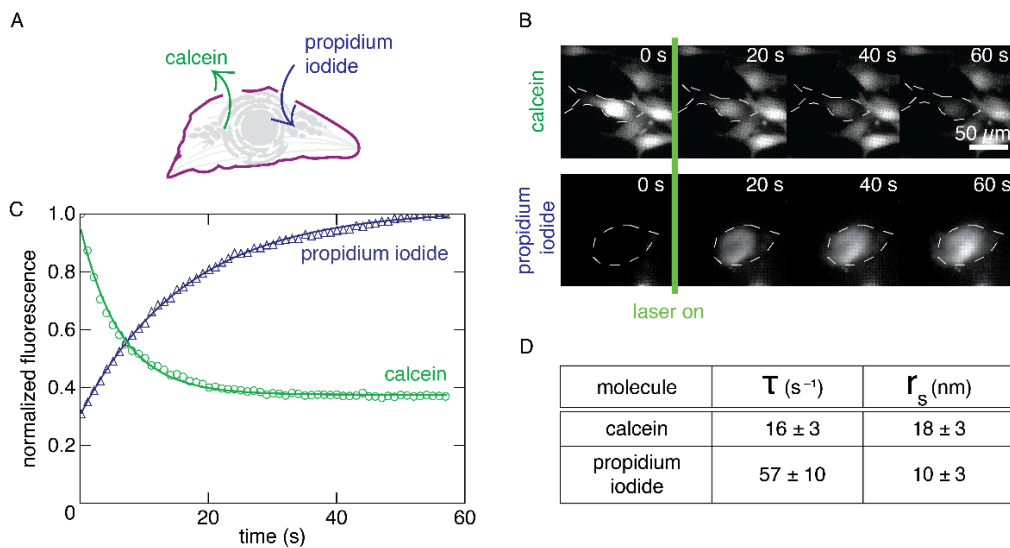 A
calcein
propidium
iodide
B
calcein
0 s
20 s
40 s
60 s
50 µm
propidium
iodide
0 s
20 s
40 s
60 s
laser on
C
normalized fluorescence
1.0
0.8
0.6
0.4
0.2
0
propidium iodide
calcein
0
20
40
60
time (s)
D
molecule τ (s⁻¹) rₛ (nm)
calcein 16 ± 3 18 ± 3
propidium
iodide 57 ± 10 10 ± 3